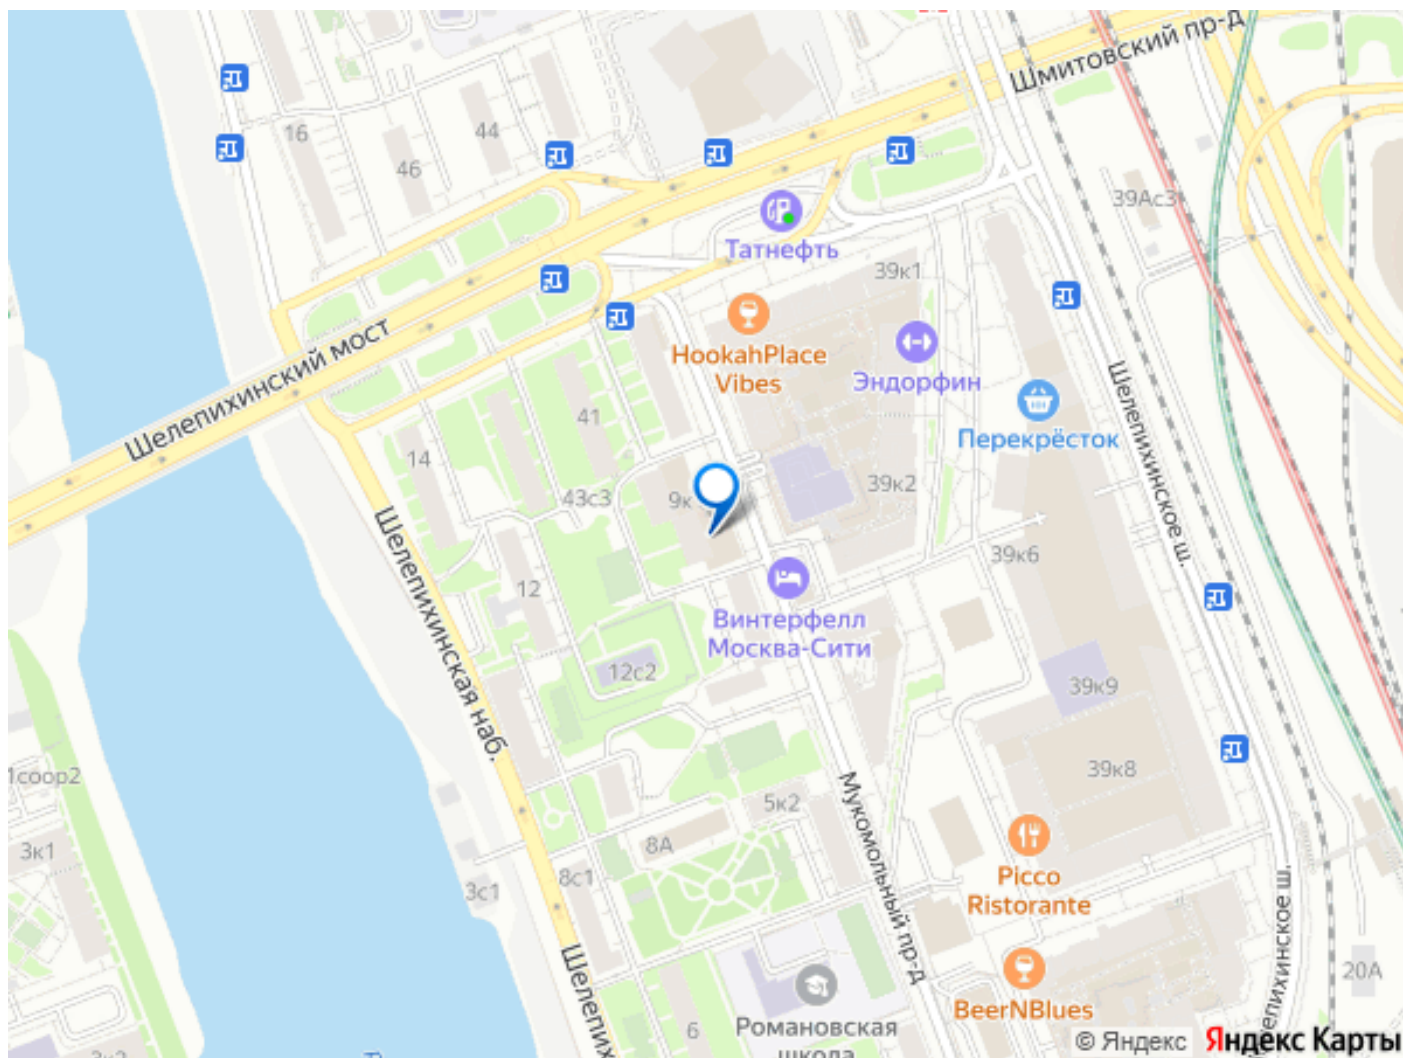 Шмитовский пр-д
16
44
46
39Ас3
Татнефть
39к1
HookahPlace
Vibes
Эндорфин
Шелепихинский мост
41
Перекрёсток
Шелепихинское ш.
14
43с3
9к
39к2
39к6
Шелепихинская наб.
12
Винтерфелл
Москва-Сити
12с2
39к9
1соор2
39к8
5к2
Мукомольный пр-д
3к1
8А
8с1
3с1
Picco
Ristorante
20А
BeerNBlues
6
Романовская
школа
© Яндекс
Яндекс Карты